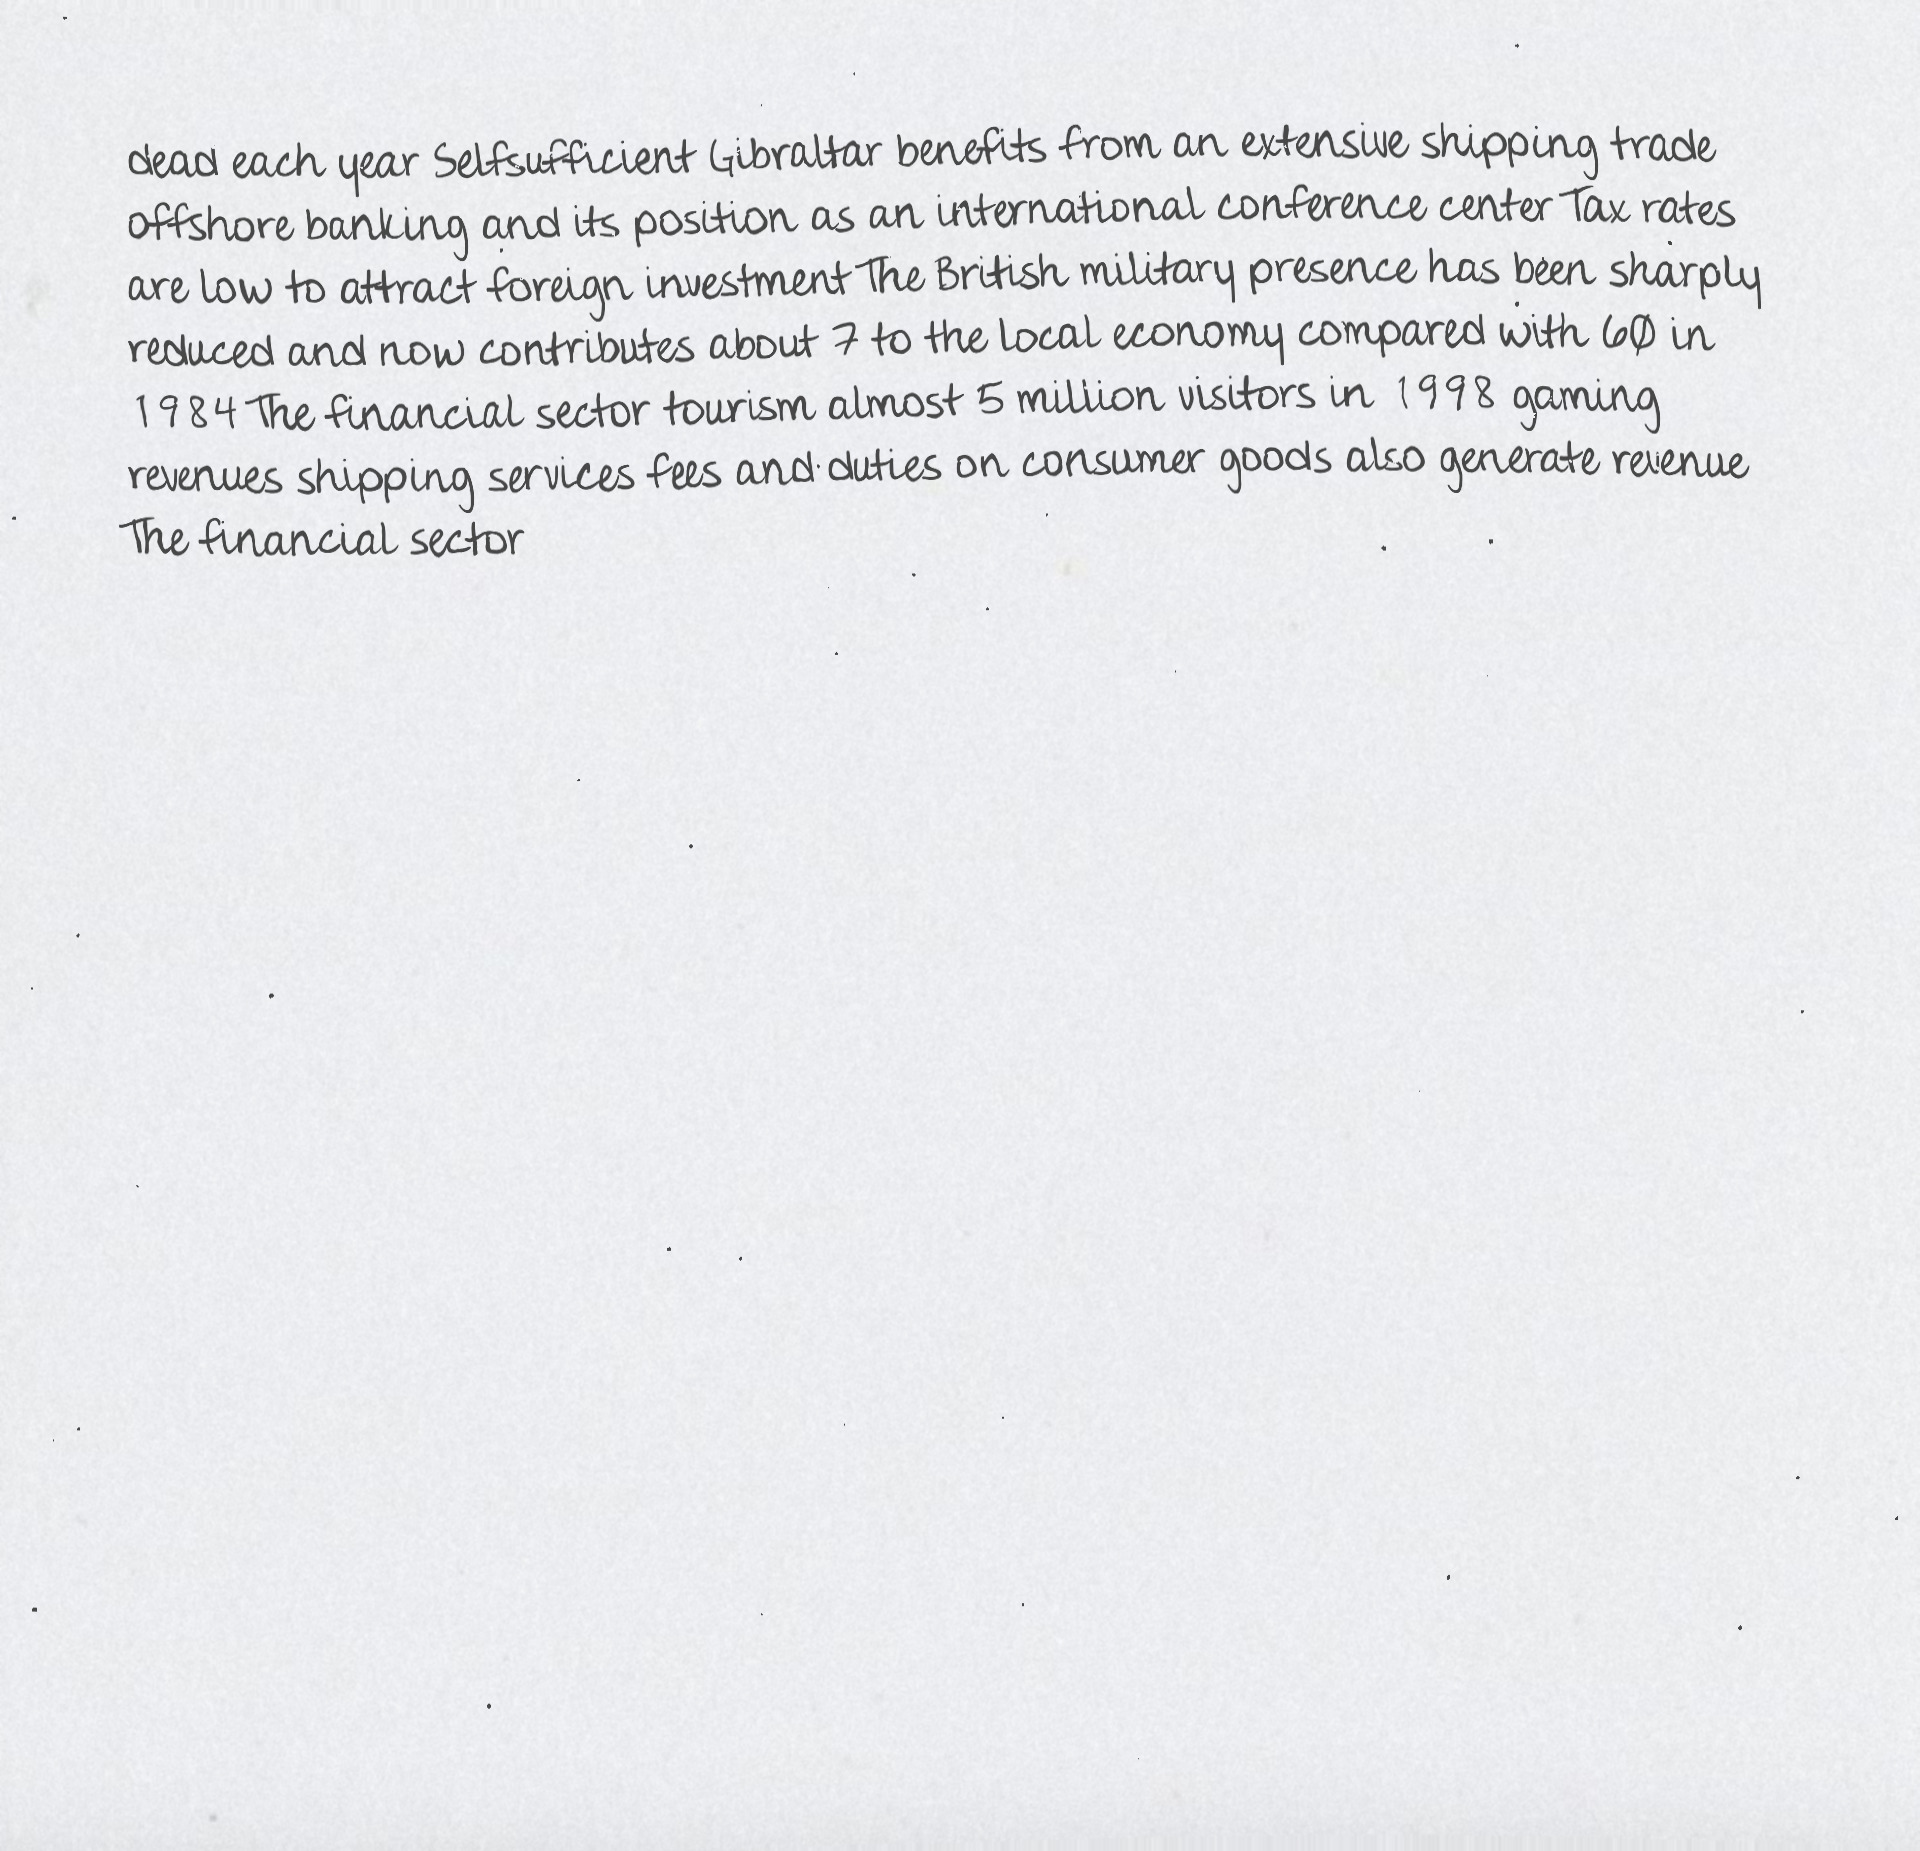 dead each year Selfsufficient Gibraltar benefits from an extensive shipping trade
offshore banking and its position as an international conference center Tax rates
are low to attract foreign investment The British military presence has been sharply
reduced and now contributes about 7 to the local economy compared with 60 in
1984 The financial sector tourism almost 5 million visitors in 1998 gaming
revenues shipping services fees and duties on consumer goods also generate revenue
The financial sector